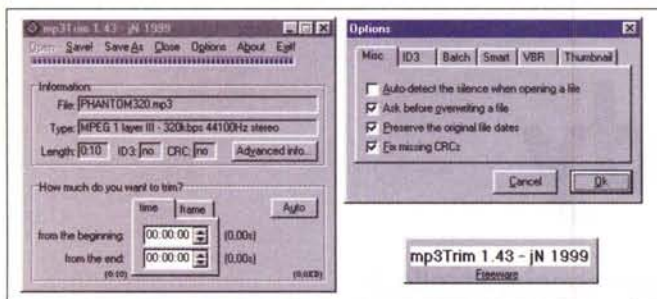 mp3Trim 1.43 - jN 1999
Open Save! Save As Close Options About Exit!
Information
File: PHANTOM320.mp3
Type: MPEG 1 layer III - 320kbps 44100Hz stereo
Length: 0:10 ID3: no CRC: no Advanced info...
How much do you want to trim?
time frame Auto
from the beginning: 00:00:00 (0,00s)
from the end: 00:00:00 (0,00s)
(0:10) (0,0KB)
Options
Misc ID3 Batch Smart VBR Thumbnail
Auto-detect the silence when opening a file
Ask before overwriting a file
Preserve the original file dates
Fix missing CRCs
Cancel Ok
mp3Trim 1.43 - jN 1999
Freeware